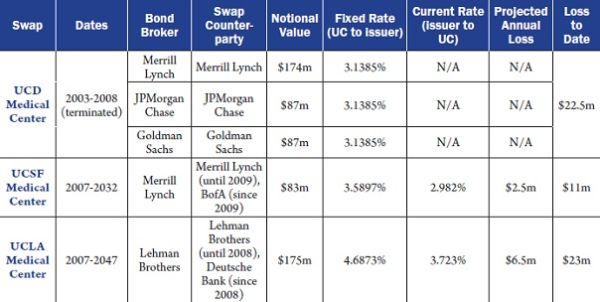 Swap
Dates
Bond
Broker
Swap
Counter-
party
Notional
Value
Fixed Rate
(UC to issuer)
Current Rate
(issuer to
UC)
Projected
Annual
Loss
Loss
to
Date
UCD
Medical
Center
2003-2008
(terminated)
Merrill
Lynch
Merrill Lynch
$174m
3.1385%
N/A
N/A
JPMorgan
Chase
JPMorgan
Chase
$87m
3.1385%
N/A
N/A
Goldman
Sachs
Goldman
Sachs
$87m
3.1385%
N/A
N/A
$22.5m
UCSF
Medical
Center
2007-2032
Merrill
Lynch
Merrill Lynch
(until 2009),
BofA (since
2009)
$83m
3.5897%
2.982%
$2.5m
$11m
UCLA
Medical
Center
2007-2047
Lehman
Brothers
Lehman
Brothers
(until 2008),
Deutsche
Bank (since
2008)
$175m
4.6873%
3.723%
$6.5m
$23m